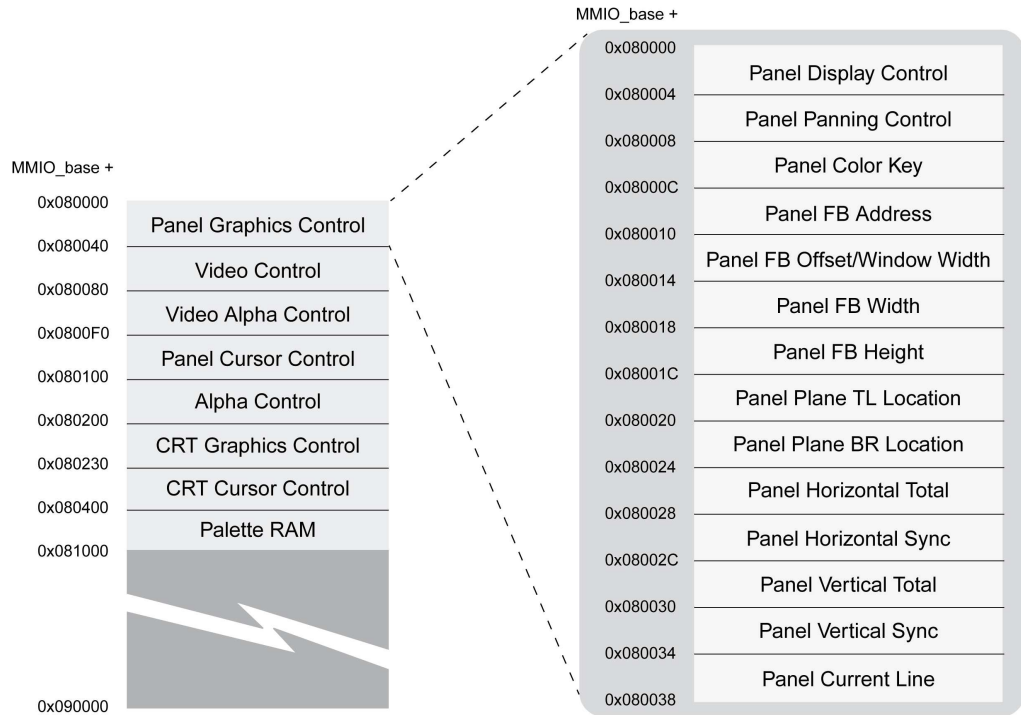 MMIO_base +
0x080000
Panel Graphics Control
0x080040
Video Control
0x080080
Video Alpha Control
0x0800F0
Panel Cursor Control
0x080100
Alpha Control
0x080200
CRT Graphics Control
0x080230
CRT Cursor Control
0x080400
Palette RAM
0x081000
0x090000
MMIO_base +
0x080000
Panel Display Control
0x080004
Panel Panning Control
0x080008
Panel Color Key
0x08000C
Panel FB Address
0x080010
Panel FB Offset/Window Width
0x080014
Panel FB Width
0x080018
Panel FB Height
0x08001C
Panel Plane TL Location
0x080020
Panel Plane BR Location
0x080024
Panel Horizontal Total
0x080028
Panel Horizontal Sync
0x08002C
Panel Vertical Total
0x080030
Panel Vertical Sync
0x080034
Panel Current Line
0x080038